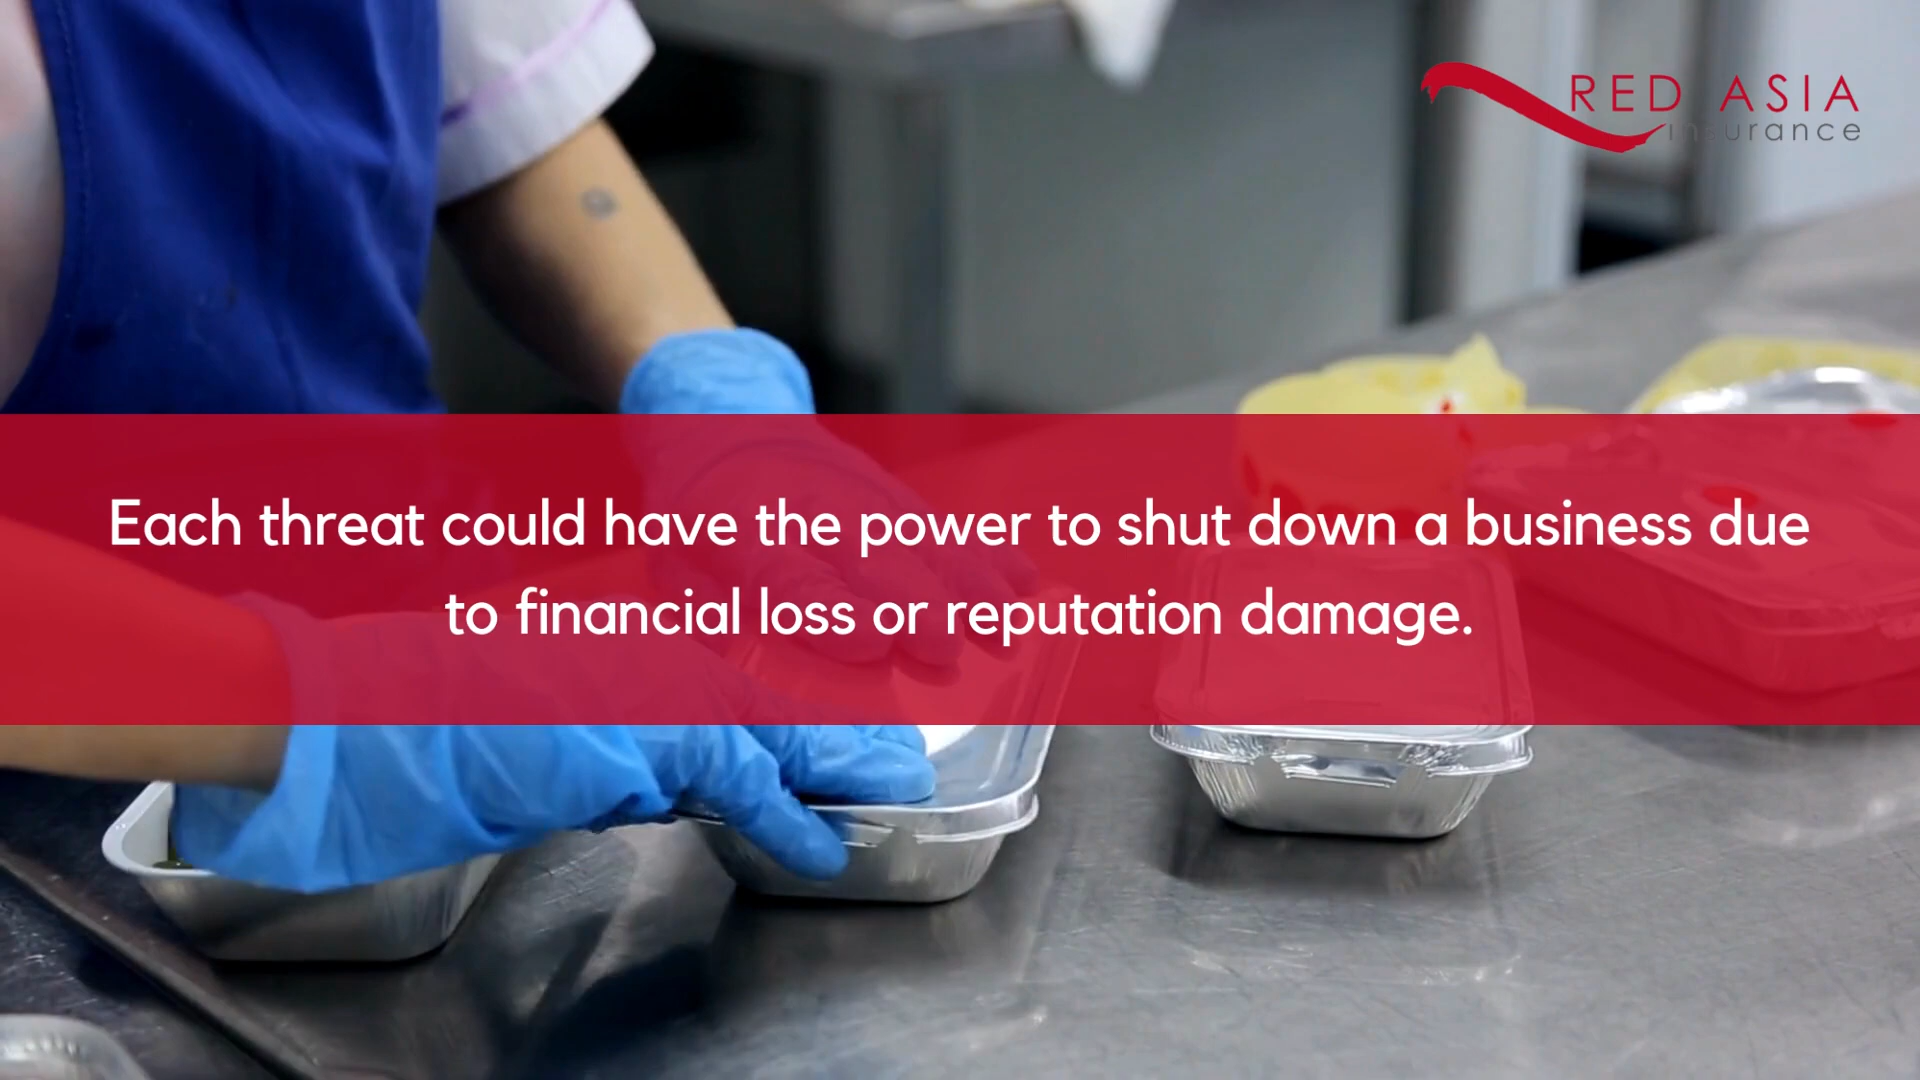 RED ASIA
insurance
Each threat could have the power to shut down a business due
to financial loss or reputation damage.